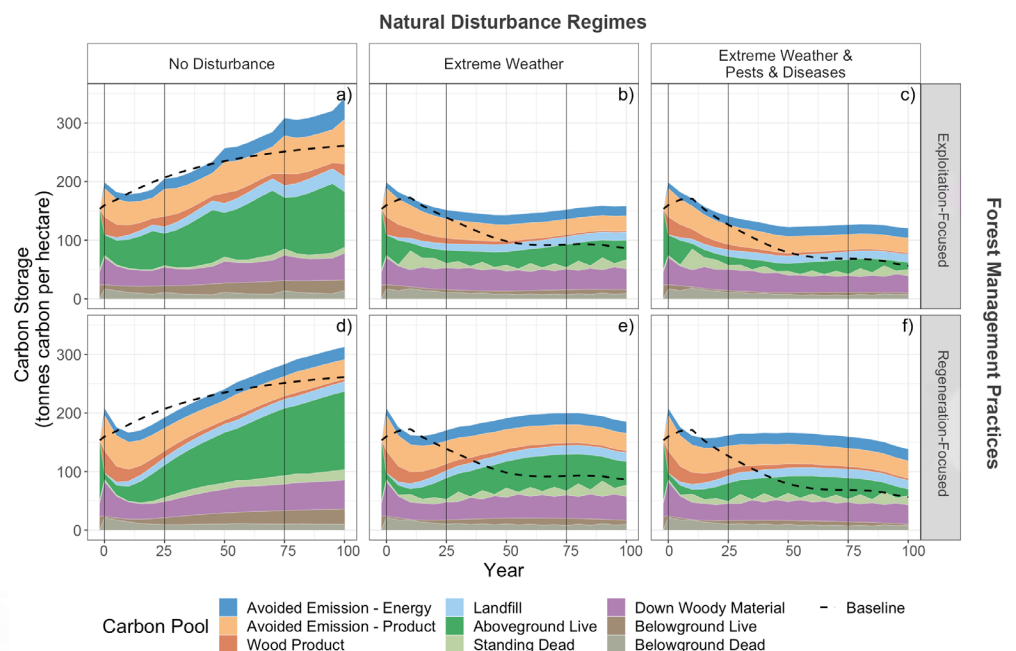 Natural Disturbance Regimes
No Disturbance
Extreme Weather
Extreme Weather &
Pests & Diseases
a)
b)
c)
300
200
100
0
Exploitation-Focused
d)
e)
f)
300
200
100
0
Regeneration-Focused
Carbon Storage
(tonnes carbon per hectare)
Forest Management Practices
0 25 50 75 100
0 25 50 75 100
0 25 50 75 100
Year
Carbon Pool
Avoided Emission - Energy
Avoided Emission - Product
Wood Product
Landfill
Aboveground Live
Standing Dead
Down Woody Material
Belowground Live
Belowground Dead
Baseline